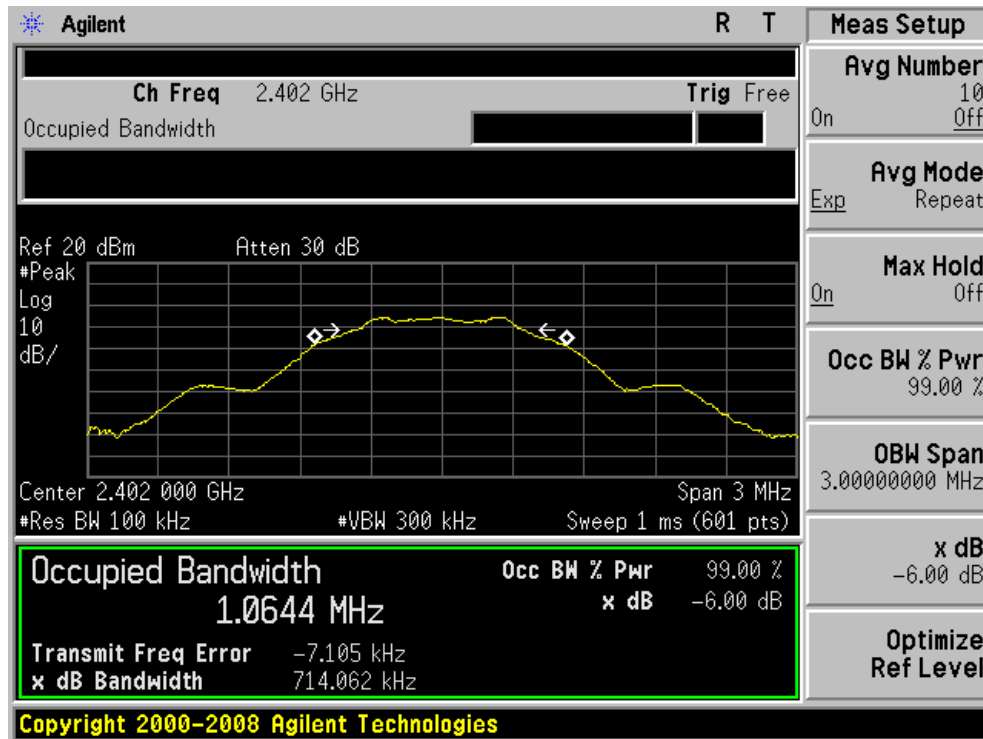 Agilent R T
Ch Freq 2.402 GHz Trig Free
Occupied Bandwidth
Ref 20 dBm Atten 30 dB
#Peak
Log
10
dB/
Center 2.402 000 GHz Span 3 MHz
#Res BW 100 kHz #VBW 300 kHz Sweep 1 ms (601 pts)
Occupied Bandwidth Occ BW % Pwr 99.00 %
1.0644 MHz x dB -6.00 dB
Transmit Freq Error -7.105 kHz
x dB Bandwidth 714.062 kHz
Copyright 2000-2008 Agilent Technologies
Meas Setup
Avg Number
10
On Off
Avg Mode
Exp Repeat
Max Hold
On Off
Occ BW % Pwr
99.00 %
OBW Span
3.00000000 MHz
x dB
-6.00 dB
Optimize
Ref Level